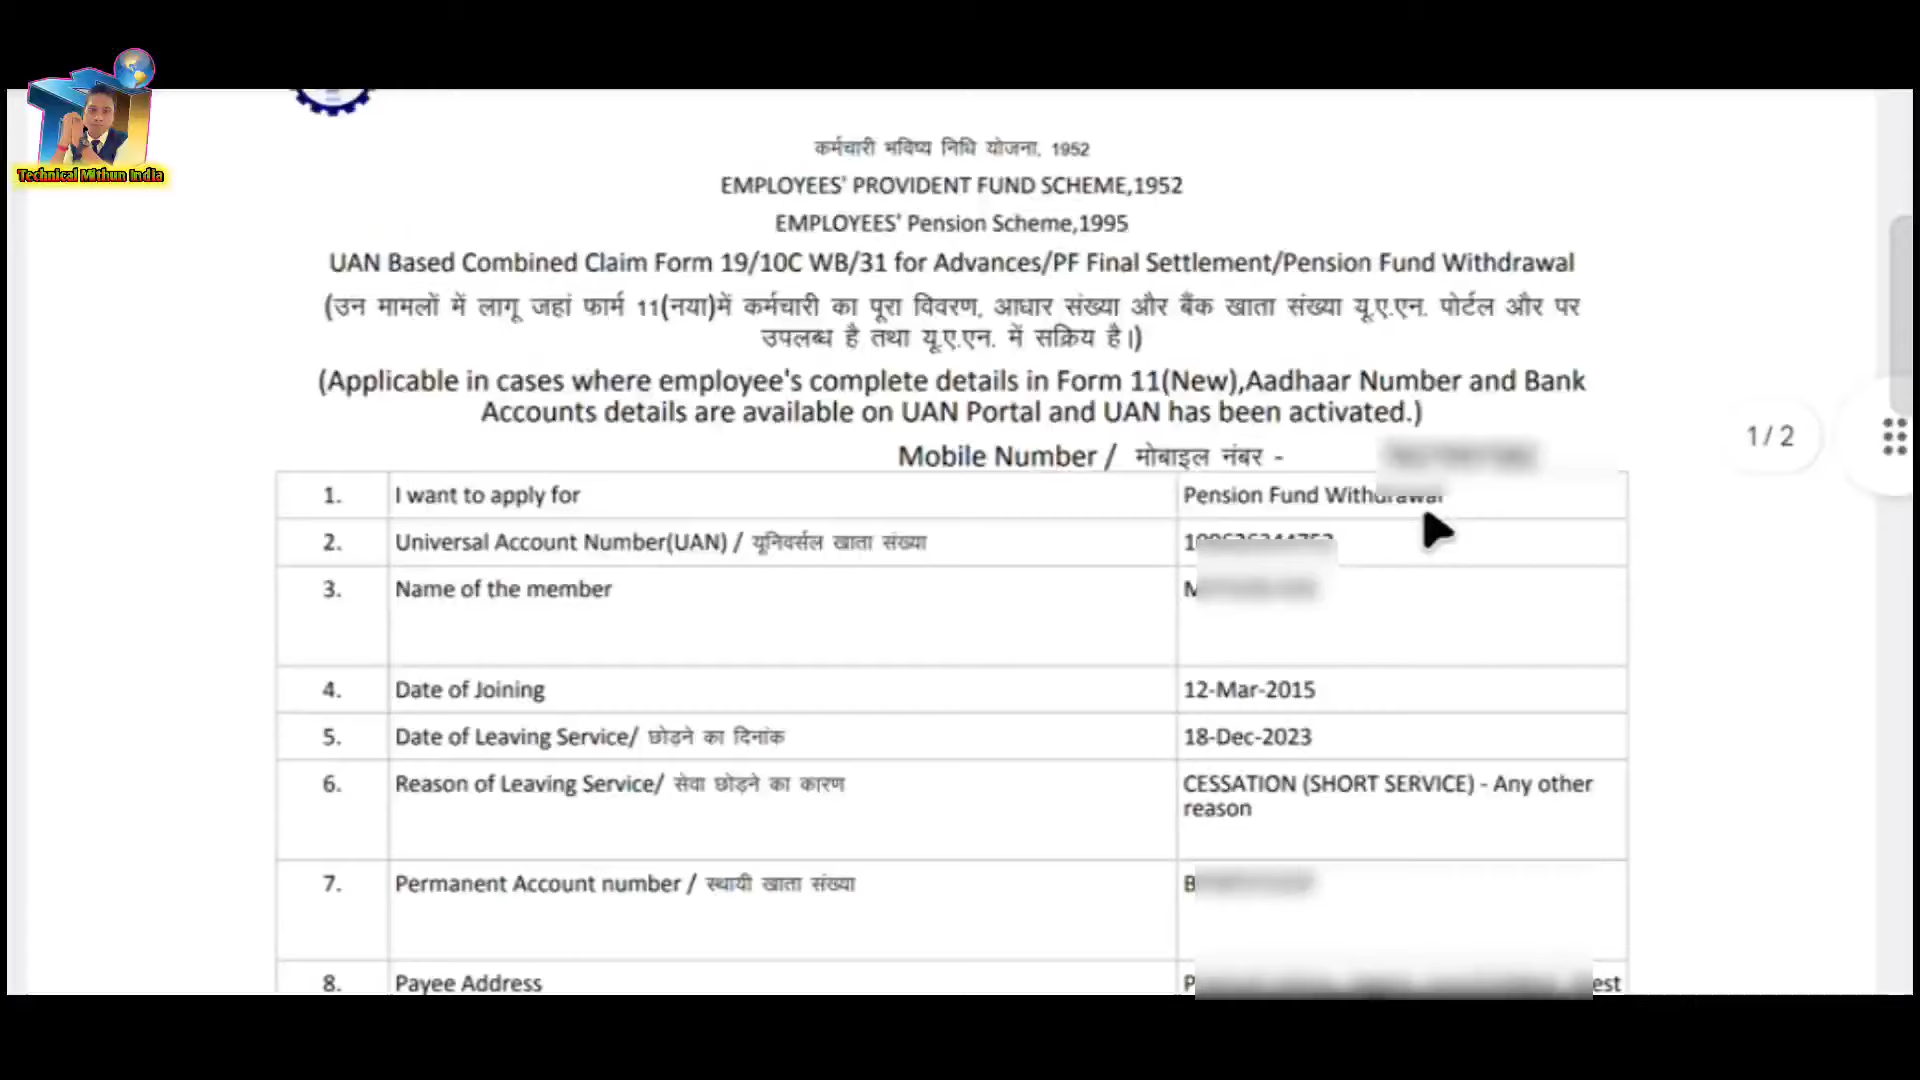 Technical Mithun India
कर्मचारी भविष्य निधि योजना, 1952
EMPLOYEES' PROVIDENT FUND SCHEME,1952
EMPLOYEES' Pension Scheme,1995
UAN Based Combined Claim Form 19/10C WB/31 for Advances/PF Final Settlement/Pension Fund Withdrawal
(उन मामलों में लागू जहां फार्म 11(नया)में कर्मचारी का पूरा विवरण, आधार संख्या और बैंक खाता संख्या यू.ए.एन. पोर्टल और पर
उपलब्ध है तथा यू.ए.एन. में सक्रिय है।)
(Applicable in cases where employee's complete details in Form 11(New),Aadhaar Number and Bank
Accounts details are available on UAN Portal and UAN has been activated.)
1 / 2
Mobile Number / मोबाइल नंबर -
1. I want to apply for Pension Fund Withdrawal
2. Universal Account Number(UAN) / यूनिवर्सल खाता संख्या
3. Name of the member
4. Date of Joining 12-Mar-2015
5. Date of Leaving Service/ छोड़ने का दिनांक 18-Dec-2023
6. Reason of Leaving Service/ सेवा छोड़ने का कारण CESSATION (SHORT SERVICE) - Any other
reason
7. Permanent Account number / स्थायी खाता संख्या
8. Payee Address